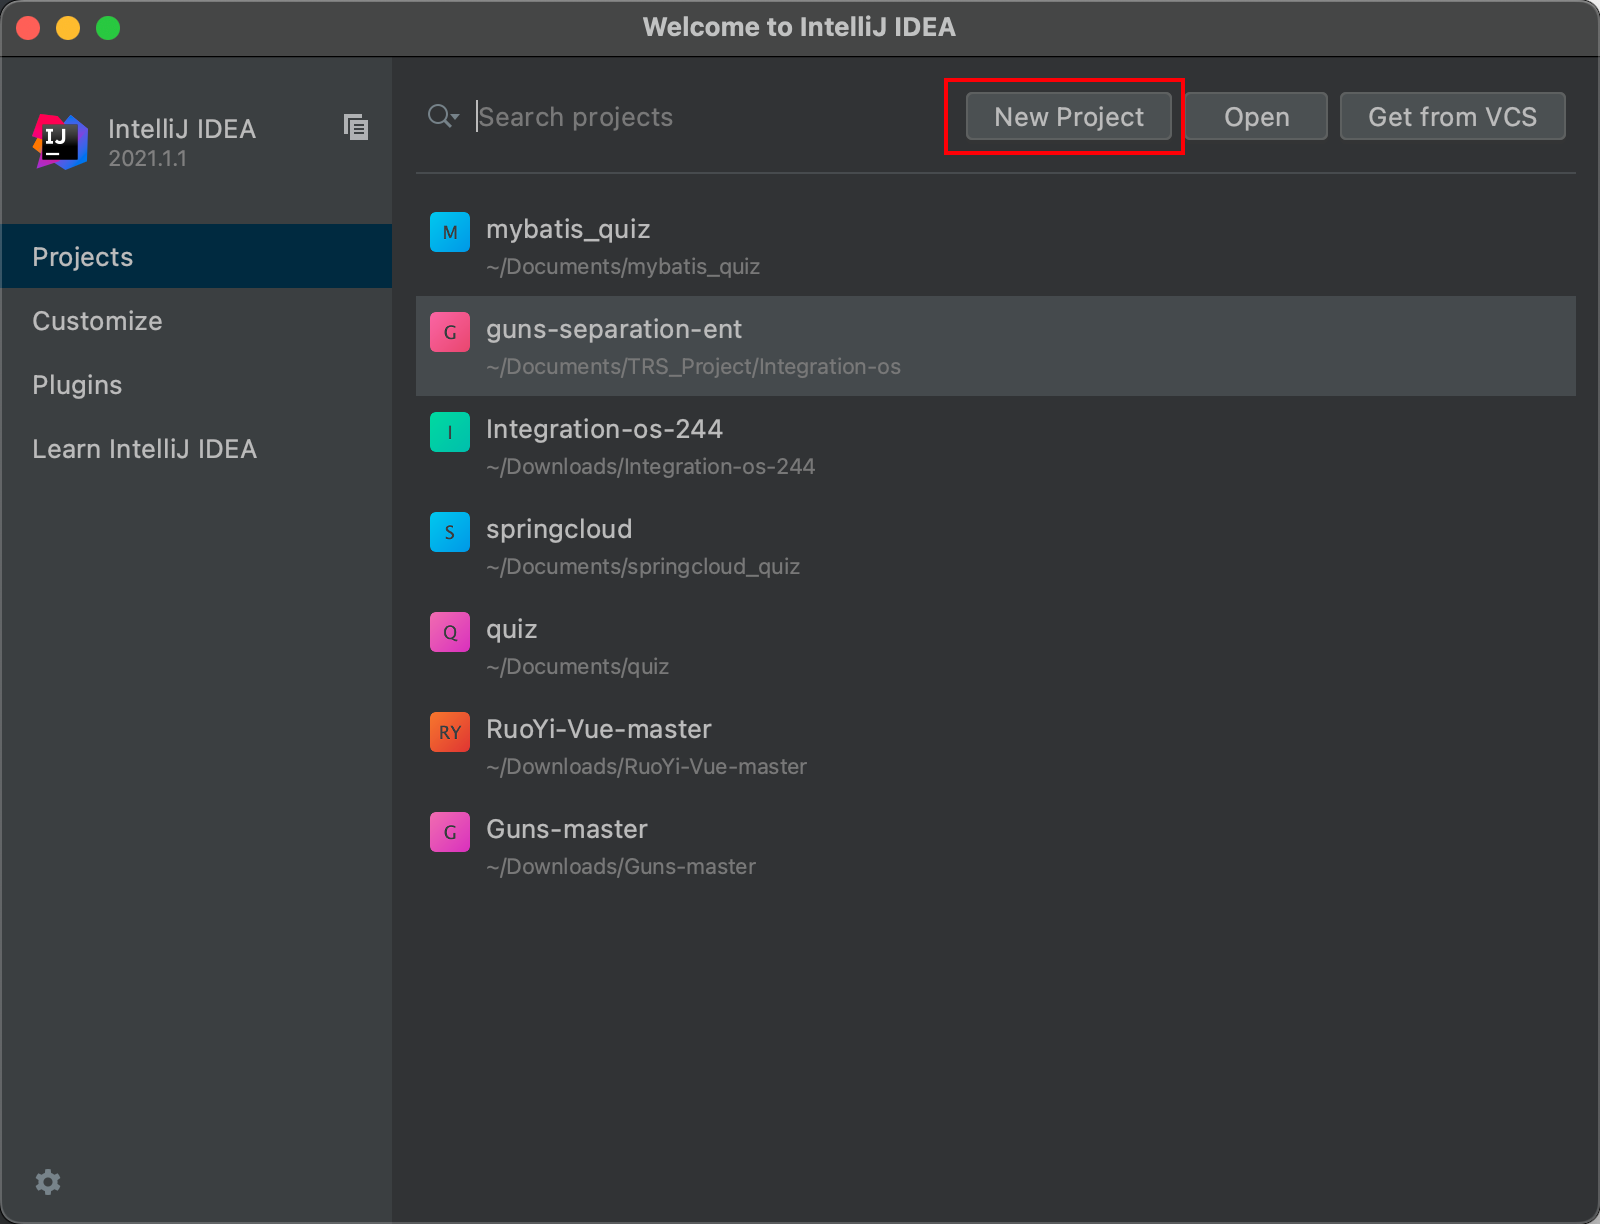 Welcome to IntelliJ IDEA
IJ
IntelliJ IDEA
2021.1.1
Projects
Customize
Plugins
Learn IntelliJ IDEA
Search projects
New Project
Open
Get from VCS
M
mybatis_quiz
~/Documents/mybatis_quiz
G
guns-separation-ent
~/Documents/TRS_Project/Integration-os
I
Integration-os-244
~/Downloads/Integration-os-244
S
springcloud
~/Documents/springcloud_quiz
Q
quiz
~/Documents/quiz
RY
RuoYi-Vue-master
~/Downloads/RuoYi-Vue-master
G
Guns-master
~/Downloads/Guns-master